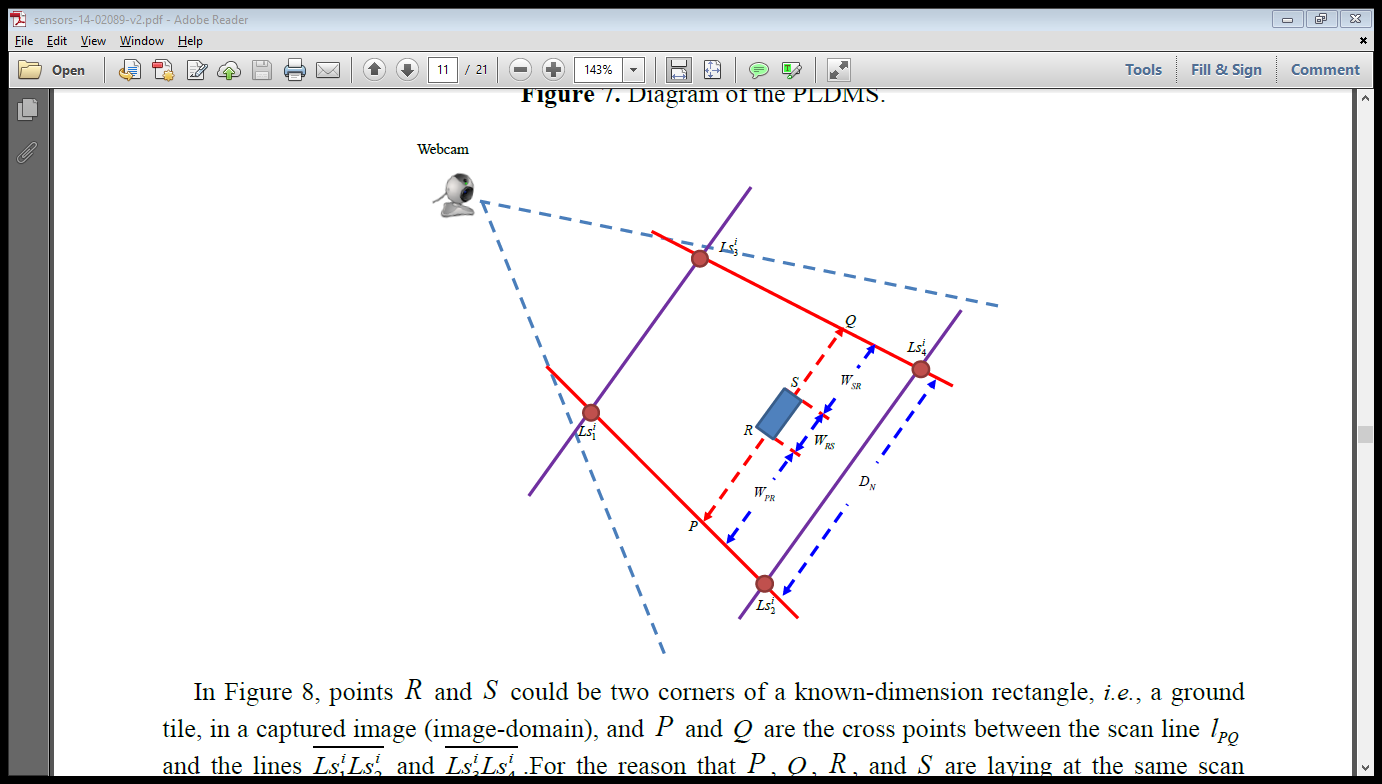 sensors-14-02089-v2.pdf - Adobe Reader
File Edit View Window Help
Open 11 / 21 143% Tools Fill & Sign Comment
Figure 7. Diagram of the PLDMS.
Webcam
Ls₃ⁱ
Q
Ls₄ⁱ
S
W_SR
Ls₁ⁱ
R
W_RS
D_N
W_PR
P
Ls₂ⁱ
In Figure 8, points R and S could be two corners of a known-dimension rectangle, i.e., a ground
tile, in a captured image (image-domain), and P and Q are the cross points between the scan line l_PQ
and the lines Ls₁ⁱLs₂ⁱ and Ls₃ⁱLs₄ⁱ .For the reason that P, Q, R, and S are laying at the same scan